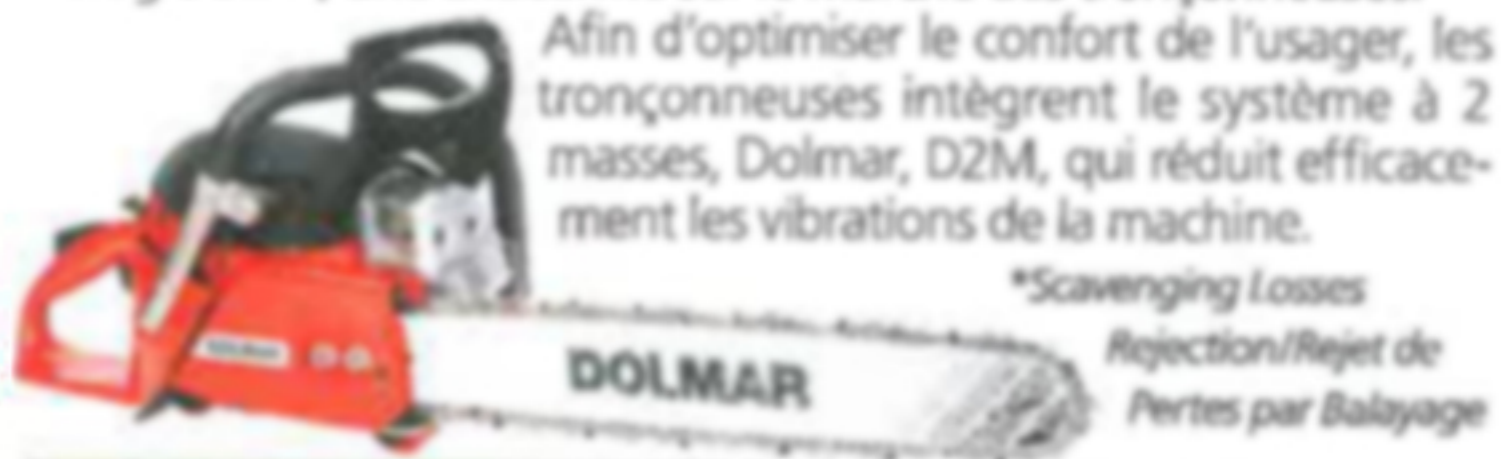 Afin d'optimiser le confort de l'usager, les
tronçonneuses intègrent le système à 2
masses, Dolmar, D2M, qui réduit efficace-
ment les vibrations de la machine.
*Scavenging Losses
Rejection/Rejet de
Pertes par Balayage
DOLMAR